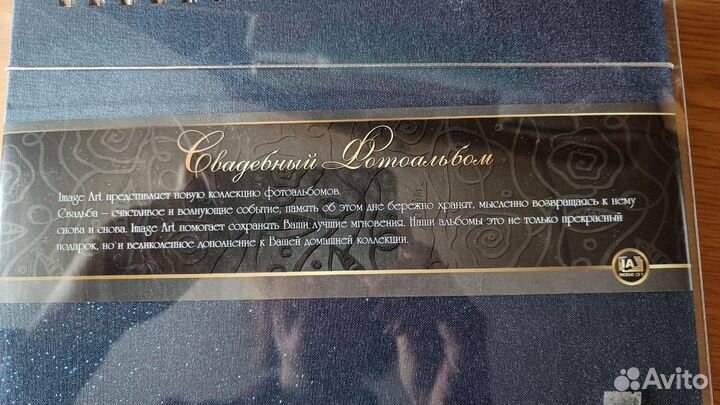 Свадебный Фотоальбом
Image Art представляет новую коллекцию фотоальбомов.
Свадьба – счастливое и волнующие событие, память об этом дне бережно хранят, мысленно возвращаясь к нему
снова и снова. Image Art помогает сохранять Ваши лучшие мгновения. Наши альбомы это не только прекрасный
подарок, но и великолепное дополнение к Вашей домашней коллекции.
IA
IMAGE ART
Avito